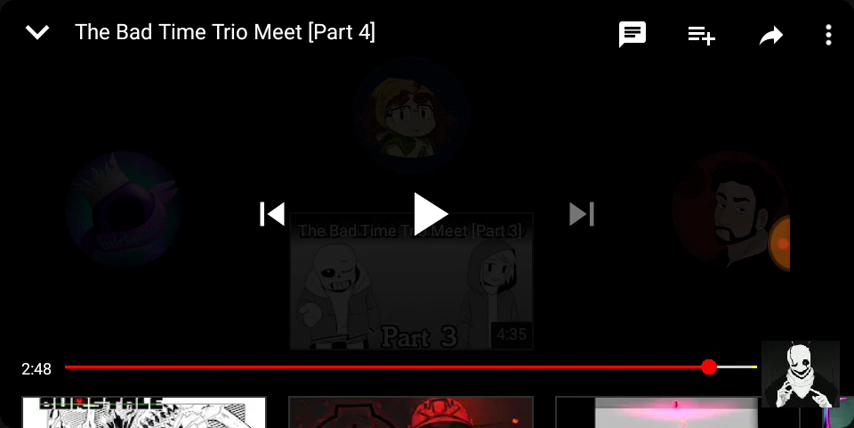 The Bad Time Trio Meet [Part 4]
The Bad Time Trio Meet [Part 3]
Part 3
4:35
2:48